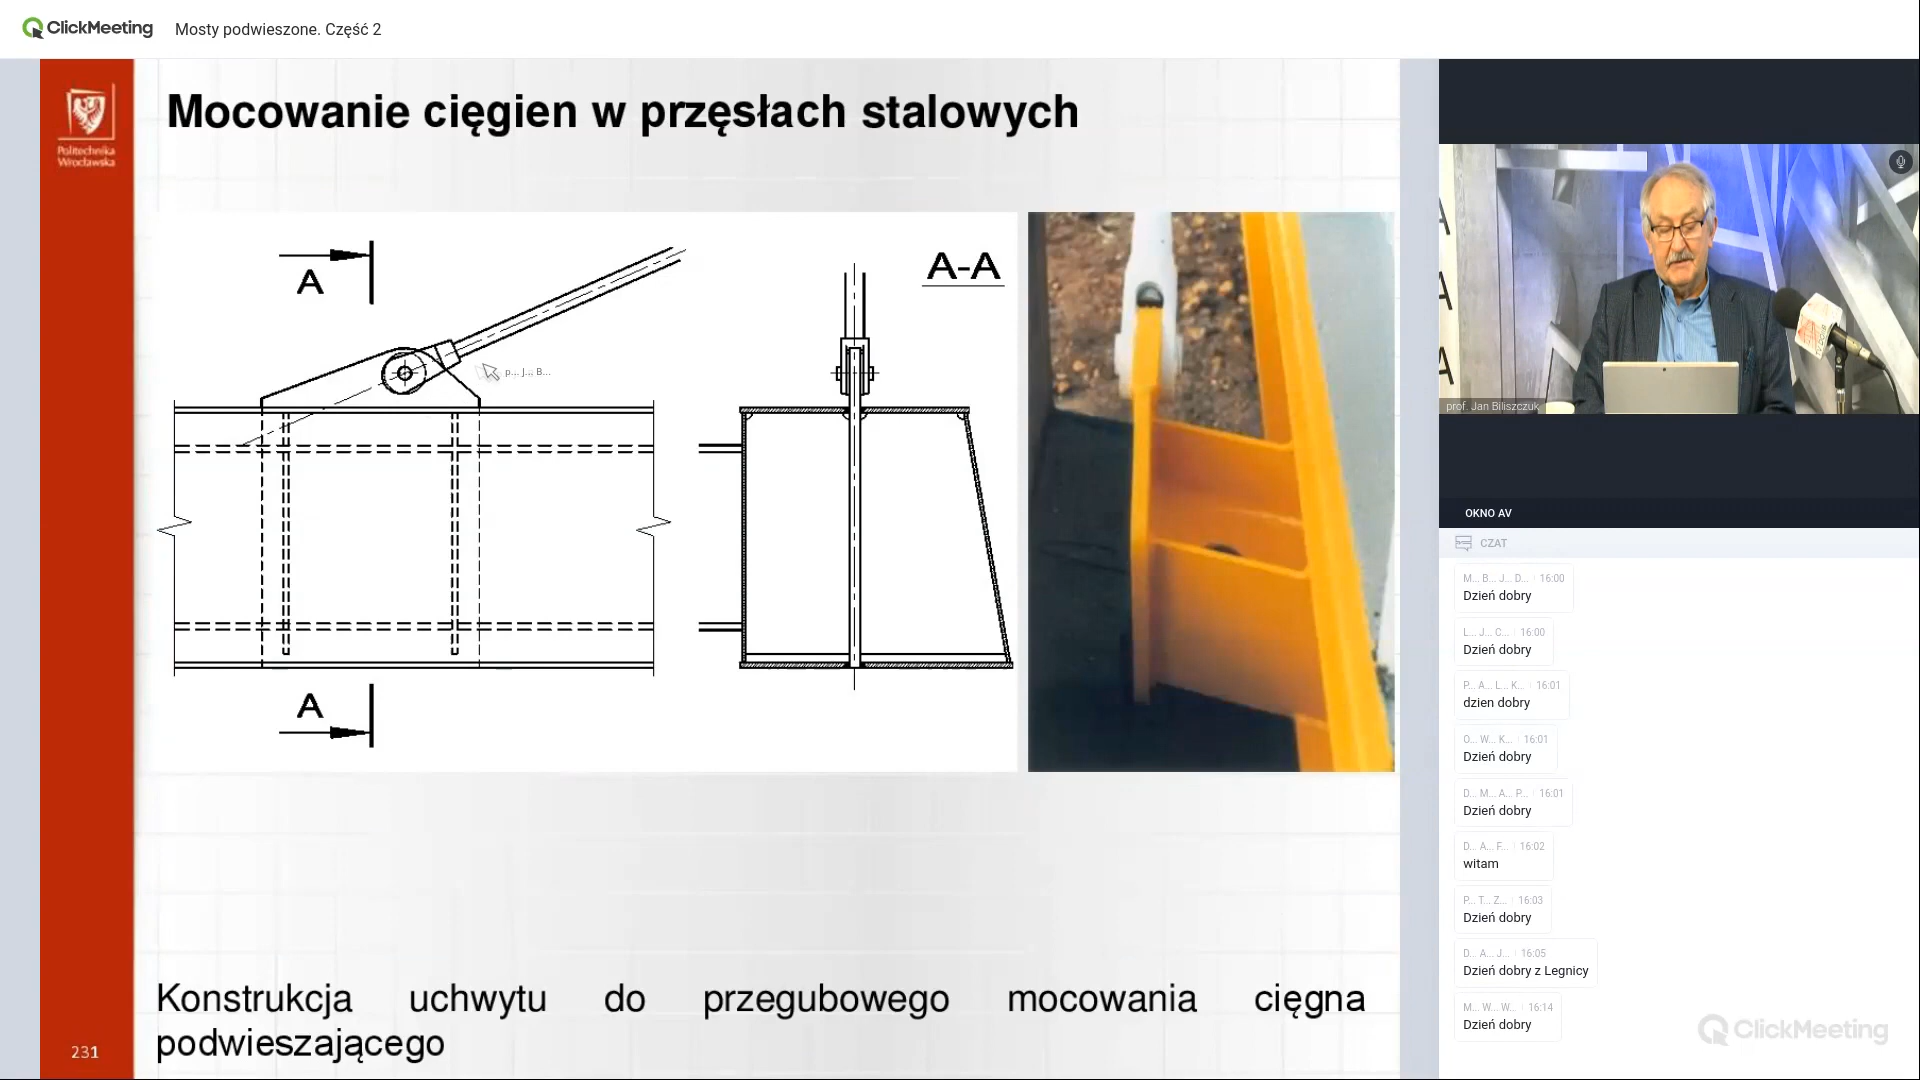 ClickMeeting
Mosty podwieszone. Część 2
Politechnika
Wrocławska
Mocowanie cięgien w przęsłach stalowych
A
A-A
p... J... B...
A
Konstrukcja uchwytu do przegubowego mocowania cięgna
podwieszającego
231
prof. Jan Biliszczuk
OKNO AV
CZAT
M... B... J... D... 16:00
Dzień dobry
L... J... C... 16:00
Dzień dobry
P... A... L... K... 16:01
dzien dobry
O... W... K... 16:01
Dzień dobry
D... M... A... P... 16:01
Dzień dobry
D... A... F... 16:02
witam
P... T... Z... 16:03
Dzień dobry
D... A... J... 16:05
Dzień dobry z Legnicy
M... W... W... 16:14
Dzień dobry
ClickMeeting